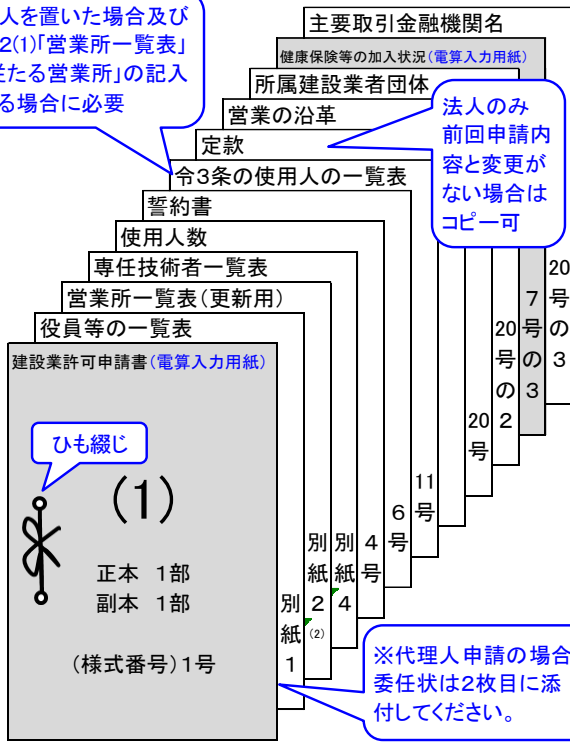 人を置いた場合及び
2(1)「営業所一覧表」
従たる営業所」の記入
る場合に必要
主要取引金融機関名
健康保険等の加入状況(電算入力用紙)
所属建設業者団体
営業の沿革
定款
令3条の使用人の一覧表
誓約書
使用人数
専任技術者一覧表
営業所一覧表(更新用)
役員等の一覧表
建設業許可申請書(電算入力用紙)
法人のみ
前回申請内
容と変更が
ない場合は
コピー可
ひも綴じ
(1)
正本 1部
副本 1部
(様式番号)1号
別紙1
別紙2(2)
別紙4
4号
6号
11号
20号
20号の2
7号の3
20号の3
※代理人申請の場合
委任状は2枚目に添
付してください。